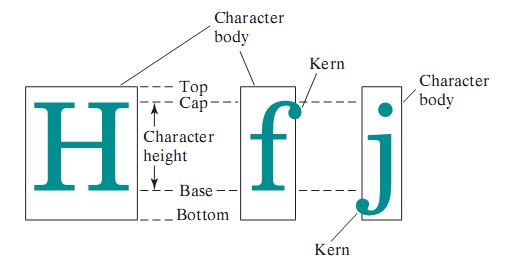 Character
body
Kern
Top
Cap
Character
body
H f j
Character
height
Base
Bottom
Kern